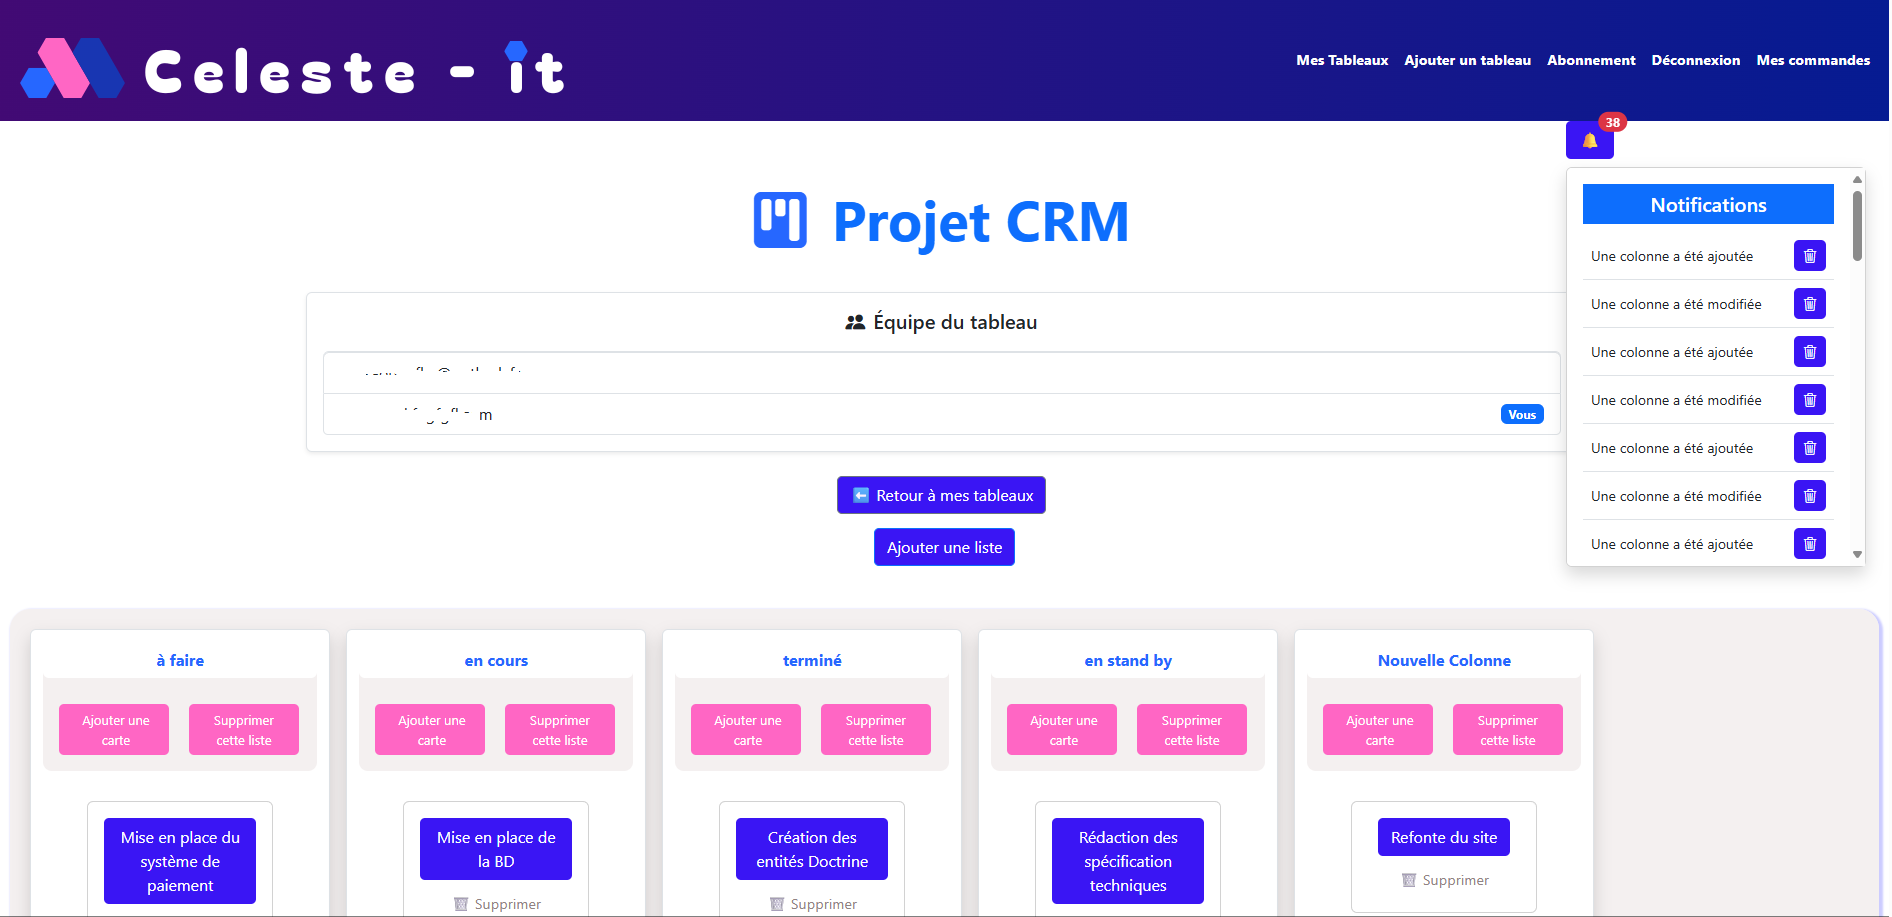 Celeste - it
Mes Tableaux Ajouter un tableau Abonnement Déconnexion Mes commandes
38
Projet CRM
Notifications
Une colonne a été ajoutée
Une colonne a été modifiée
Une colonne a été ajoutée
Une colonne a été modifiée
Une colonne a été ajoutée
Une colonne a été modifiée
Une colonne a été ajoutée
Équipe du tableau
Vous
Retour à mes tableaux
Ajouter une liste
à faire
Ajouter une
carte
Supprimer
cette liste
Mise en place du
système de
paiement
en cours
Ajouter une
carte
Supprimer
cette liste
Mise en place de
la BD
Supprimer
terminé
Ajouter une
carte
Supprimer
cette liste
Création des
entités Doctrine
Supprimer
en stand by
Ajouter une
carte
Supprimer
cette liste
Rédaction des
spécification
techniques
Nouvelle Colonne
Ajouter une
carte
Supprimer
cette liste
Refonte du site
Supprimer